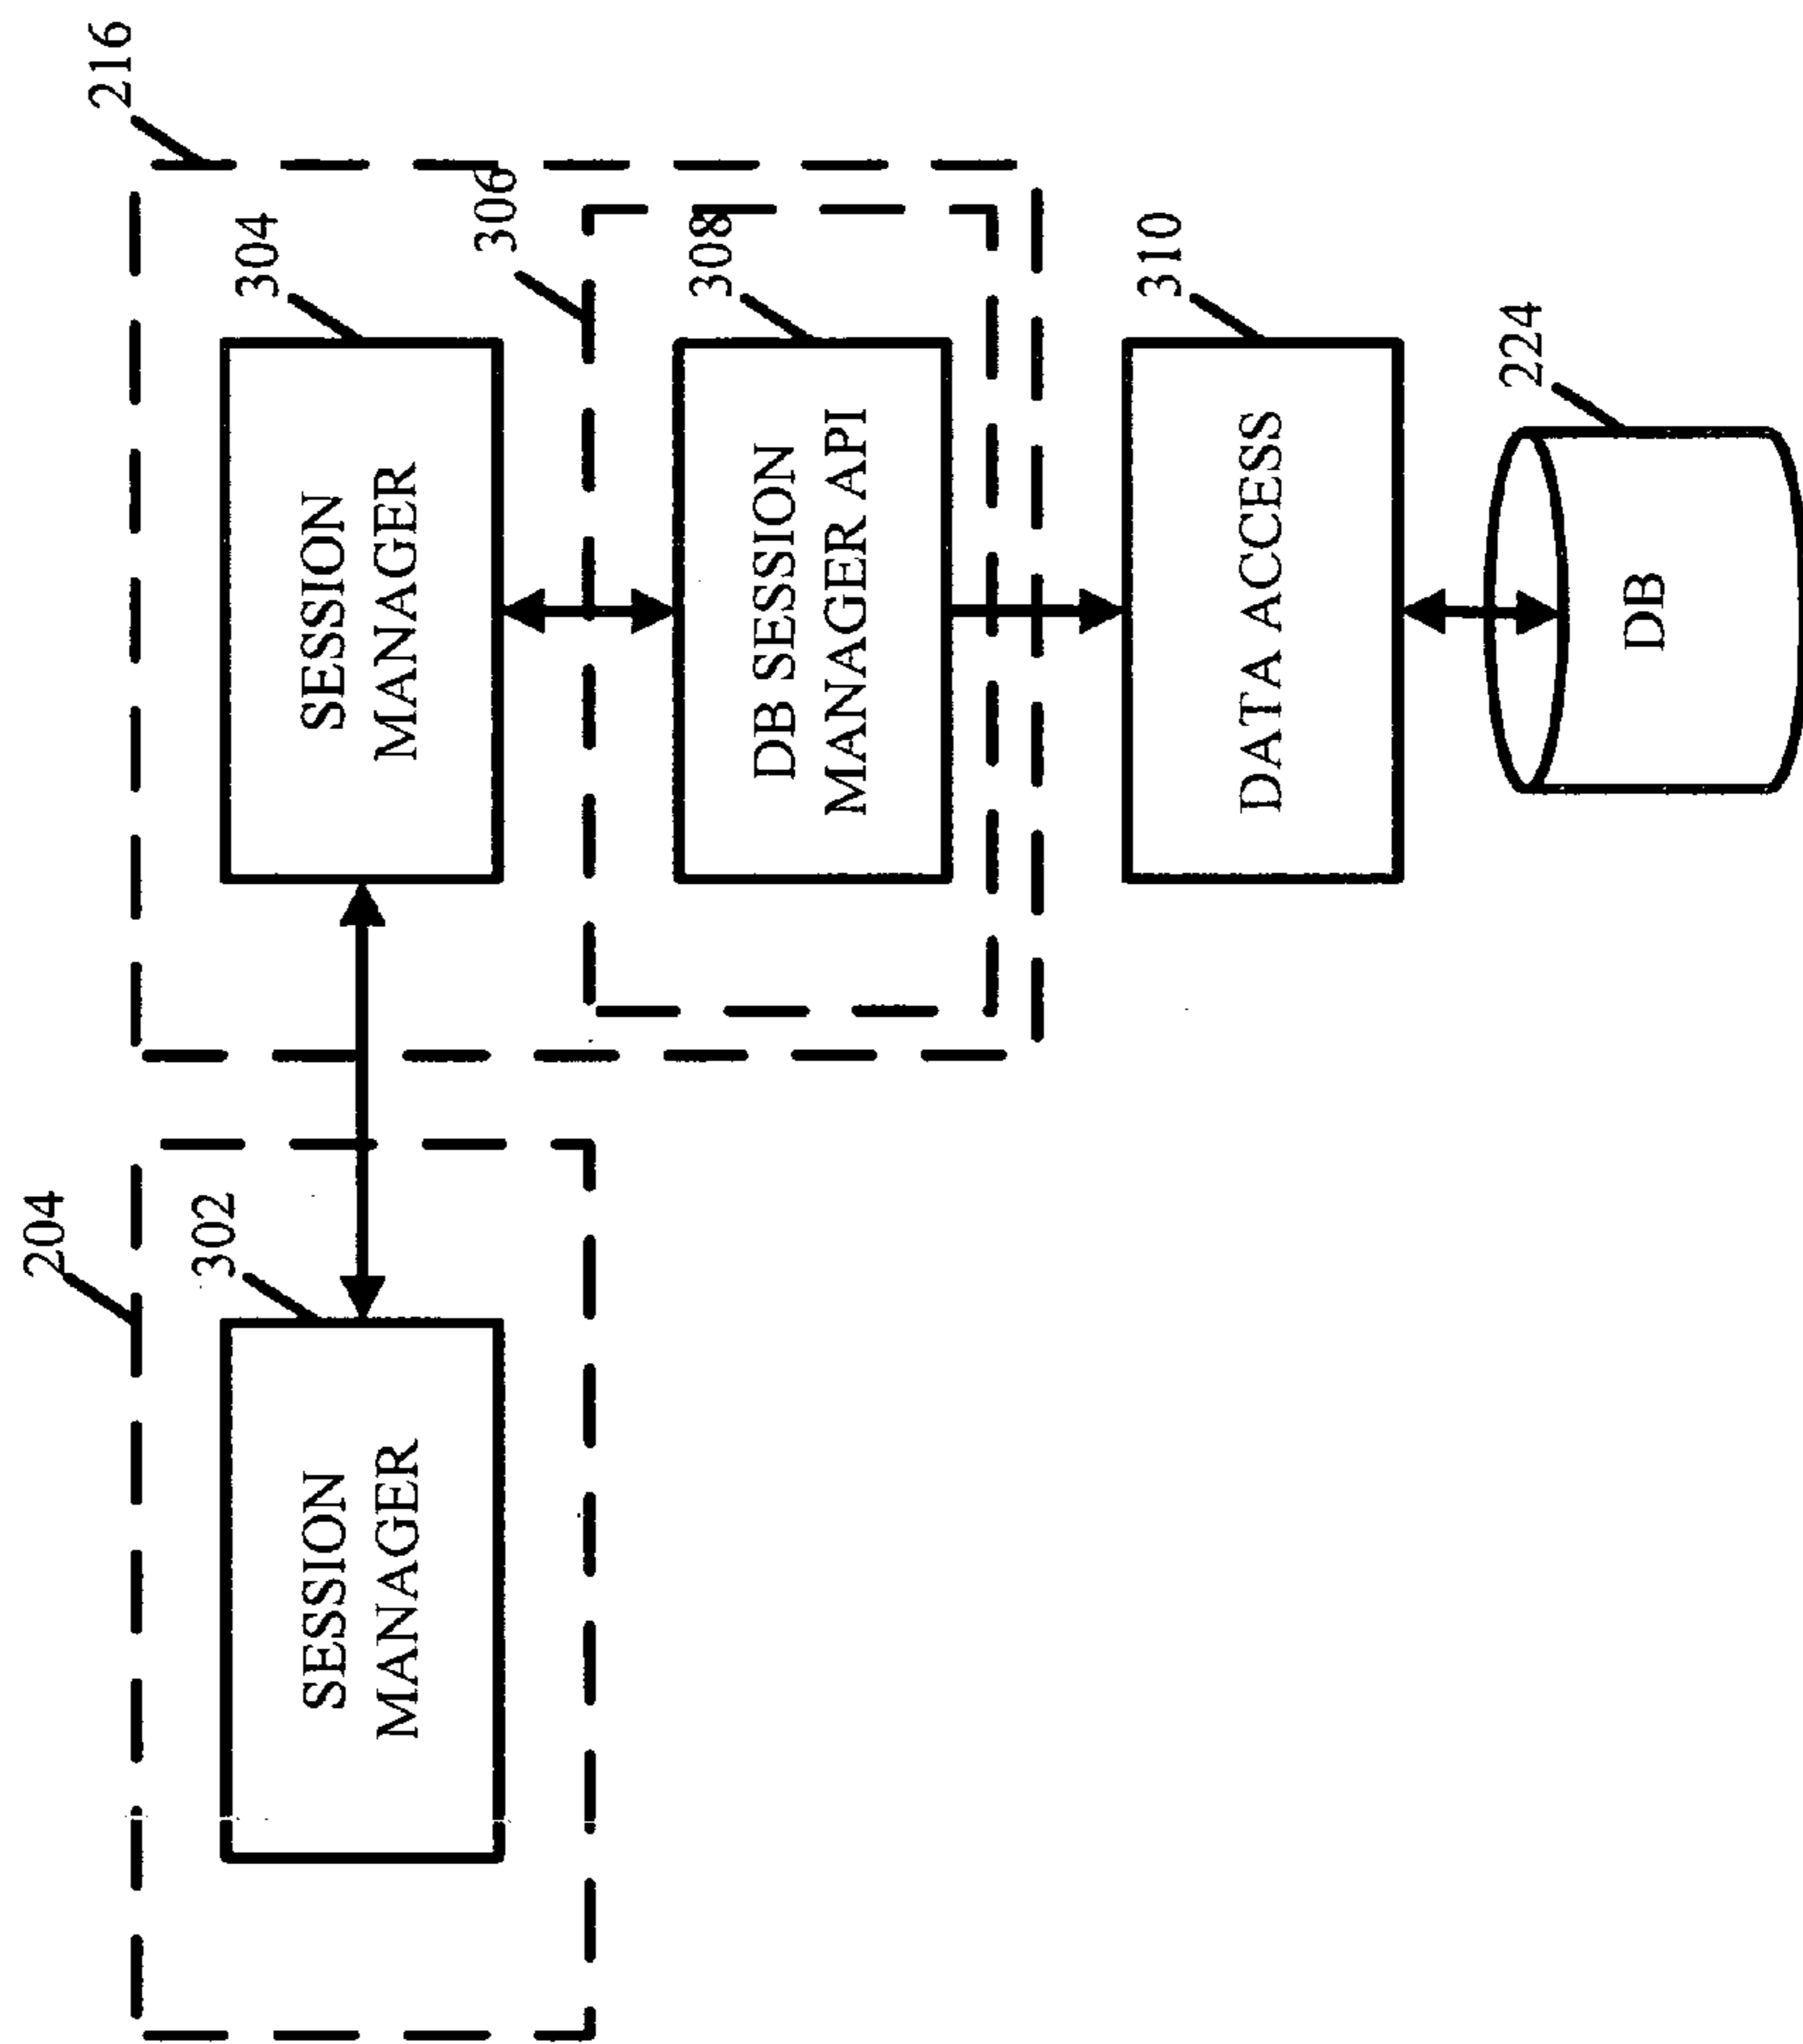 204
302
SESSION
MANAGER
216
304
SESSION
MANAGER
306
308
DB SESSION
MANAGER API
310
DATA ACCESS
224
DB